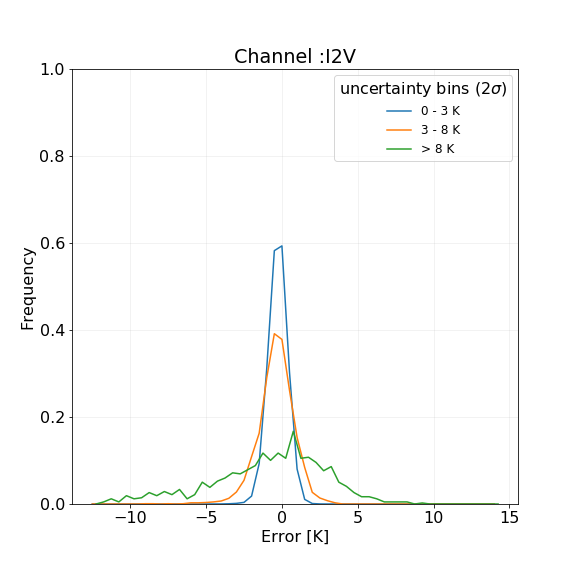 Channel :I2V
1.0
0.8
0.6
0.4
0.2
0.0
Frequency
uncertainty bins (2σ)
0 - 3 K
3 - 8 K
> 8 K
−10 −5 0 5 10 15
Error [K]